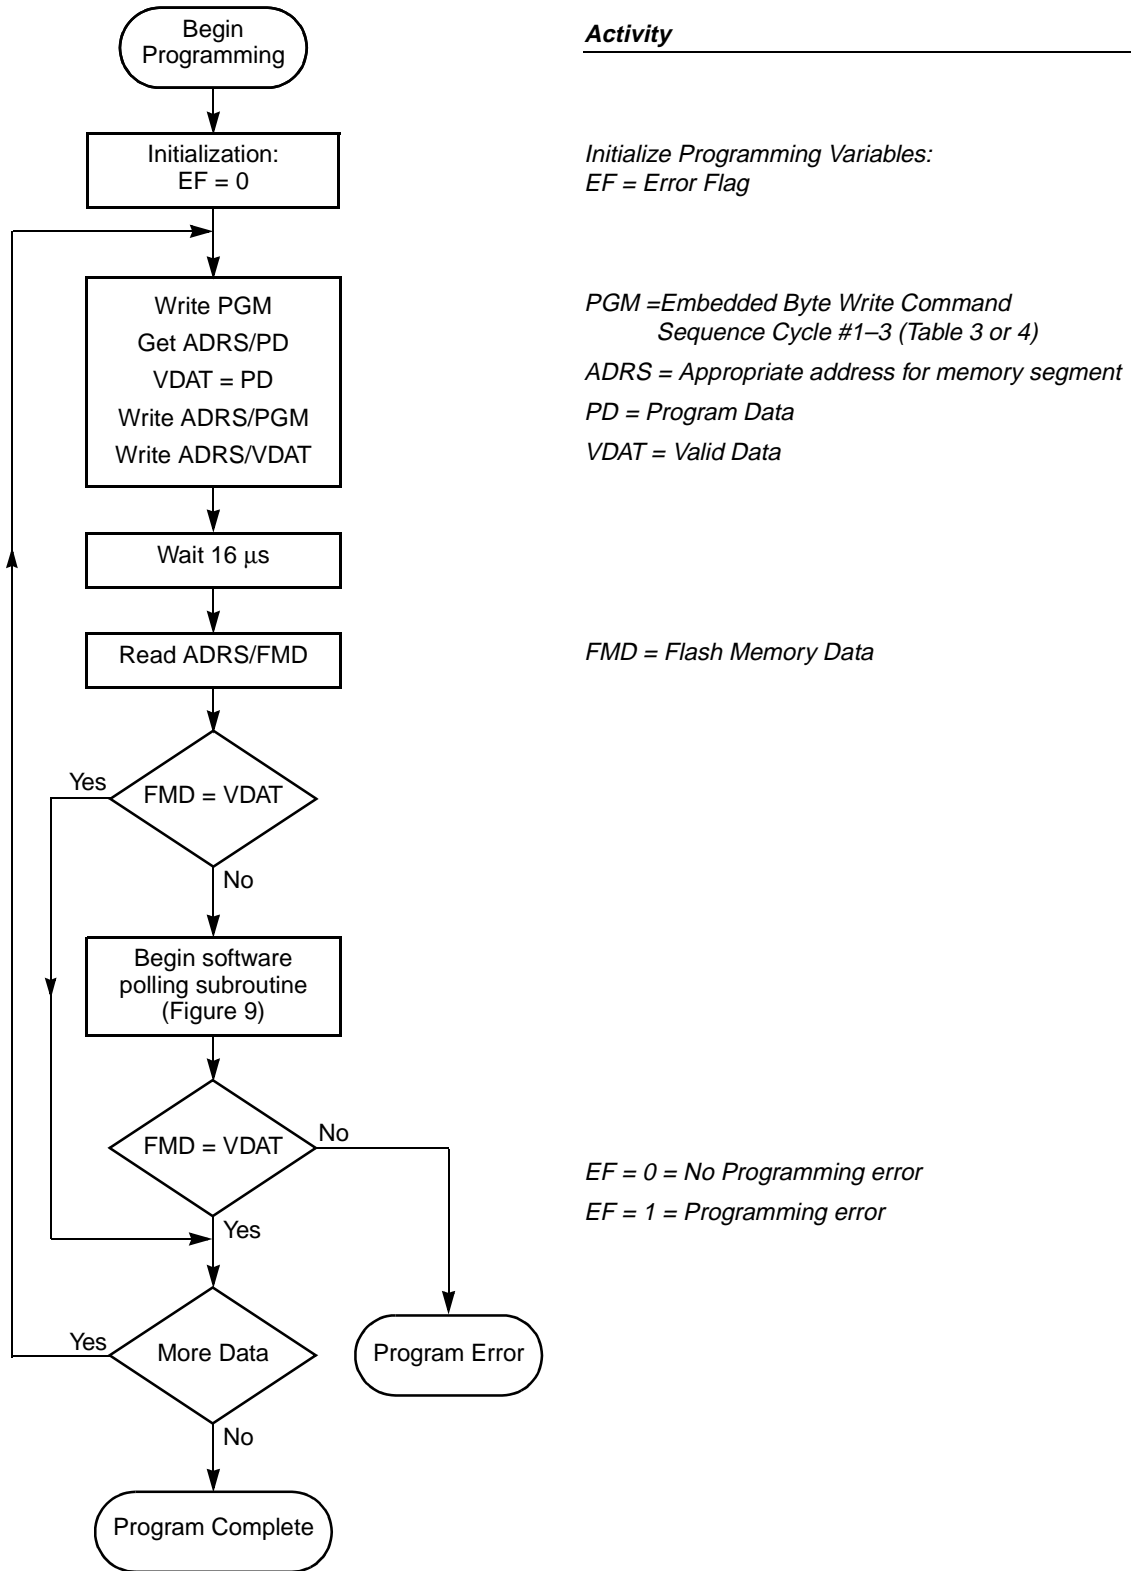 Begin
Programming
Activity
Initialization:
EF = 0
Initialize Programming Variables:
EF = Error Flag
Write PGM
Get ADRS/PD
VDAT = PD
Write ADRS/PGM
Write ADRS/VDAT
PGM =Embedded Byte Write Command
Sequence Cycle #1–3 (Table 3 or 4)
ADRS = Appropriate address for memory segment
PD = Program Data
VDAT = Valid Data
Wait 16 µs
Read ADRS/FMD
FMD = Flash Memory Data
Yes
FMD = VDAT
No
Begin software
polling subroutine
(Figure 9)
FMD = VDAT
No
Yes
EF = 0 = No Programming error
EF = 1 = Programming error
Yes
More Data
Program Error
No
Program Complete